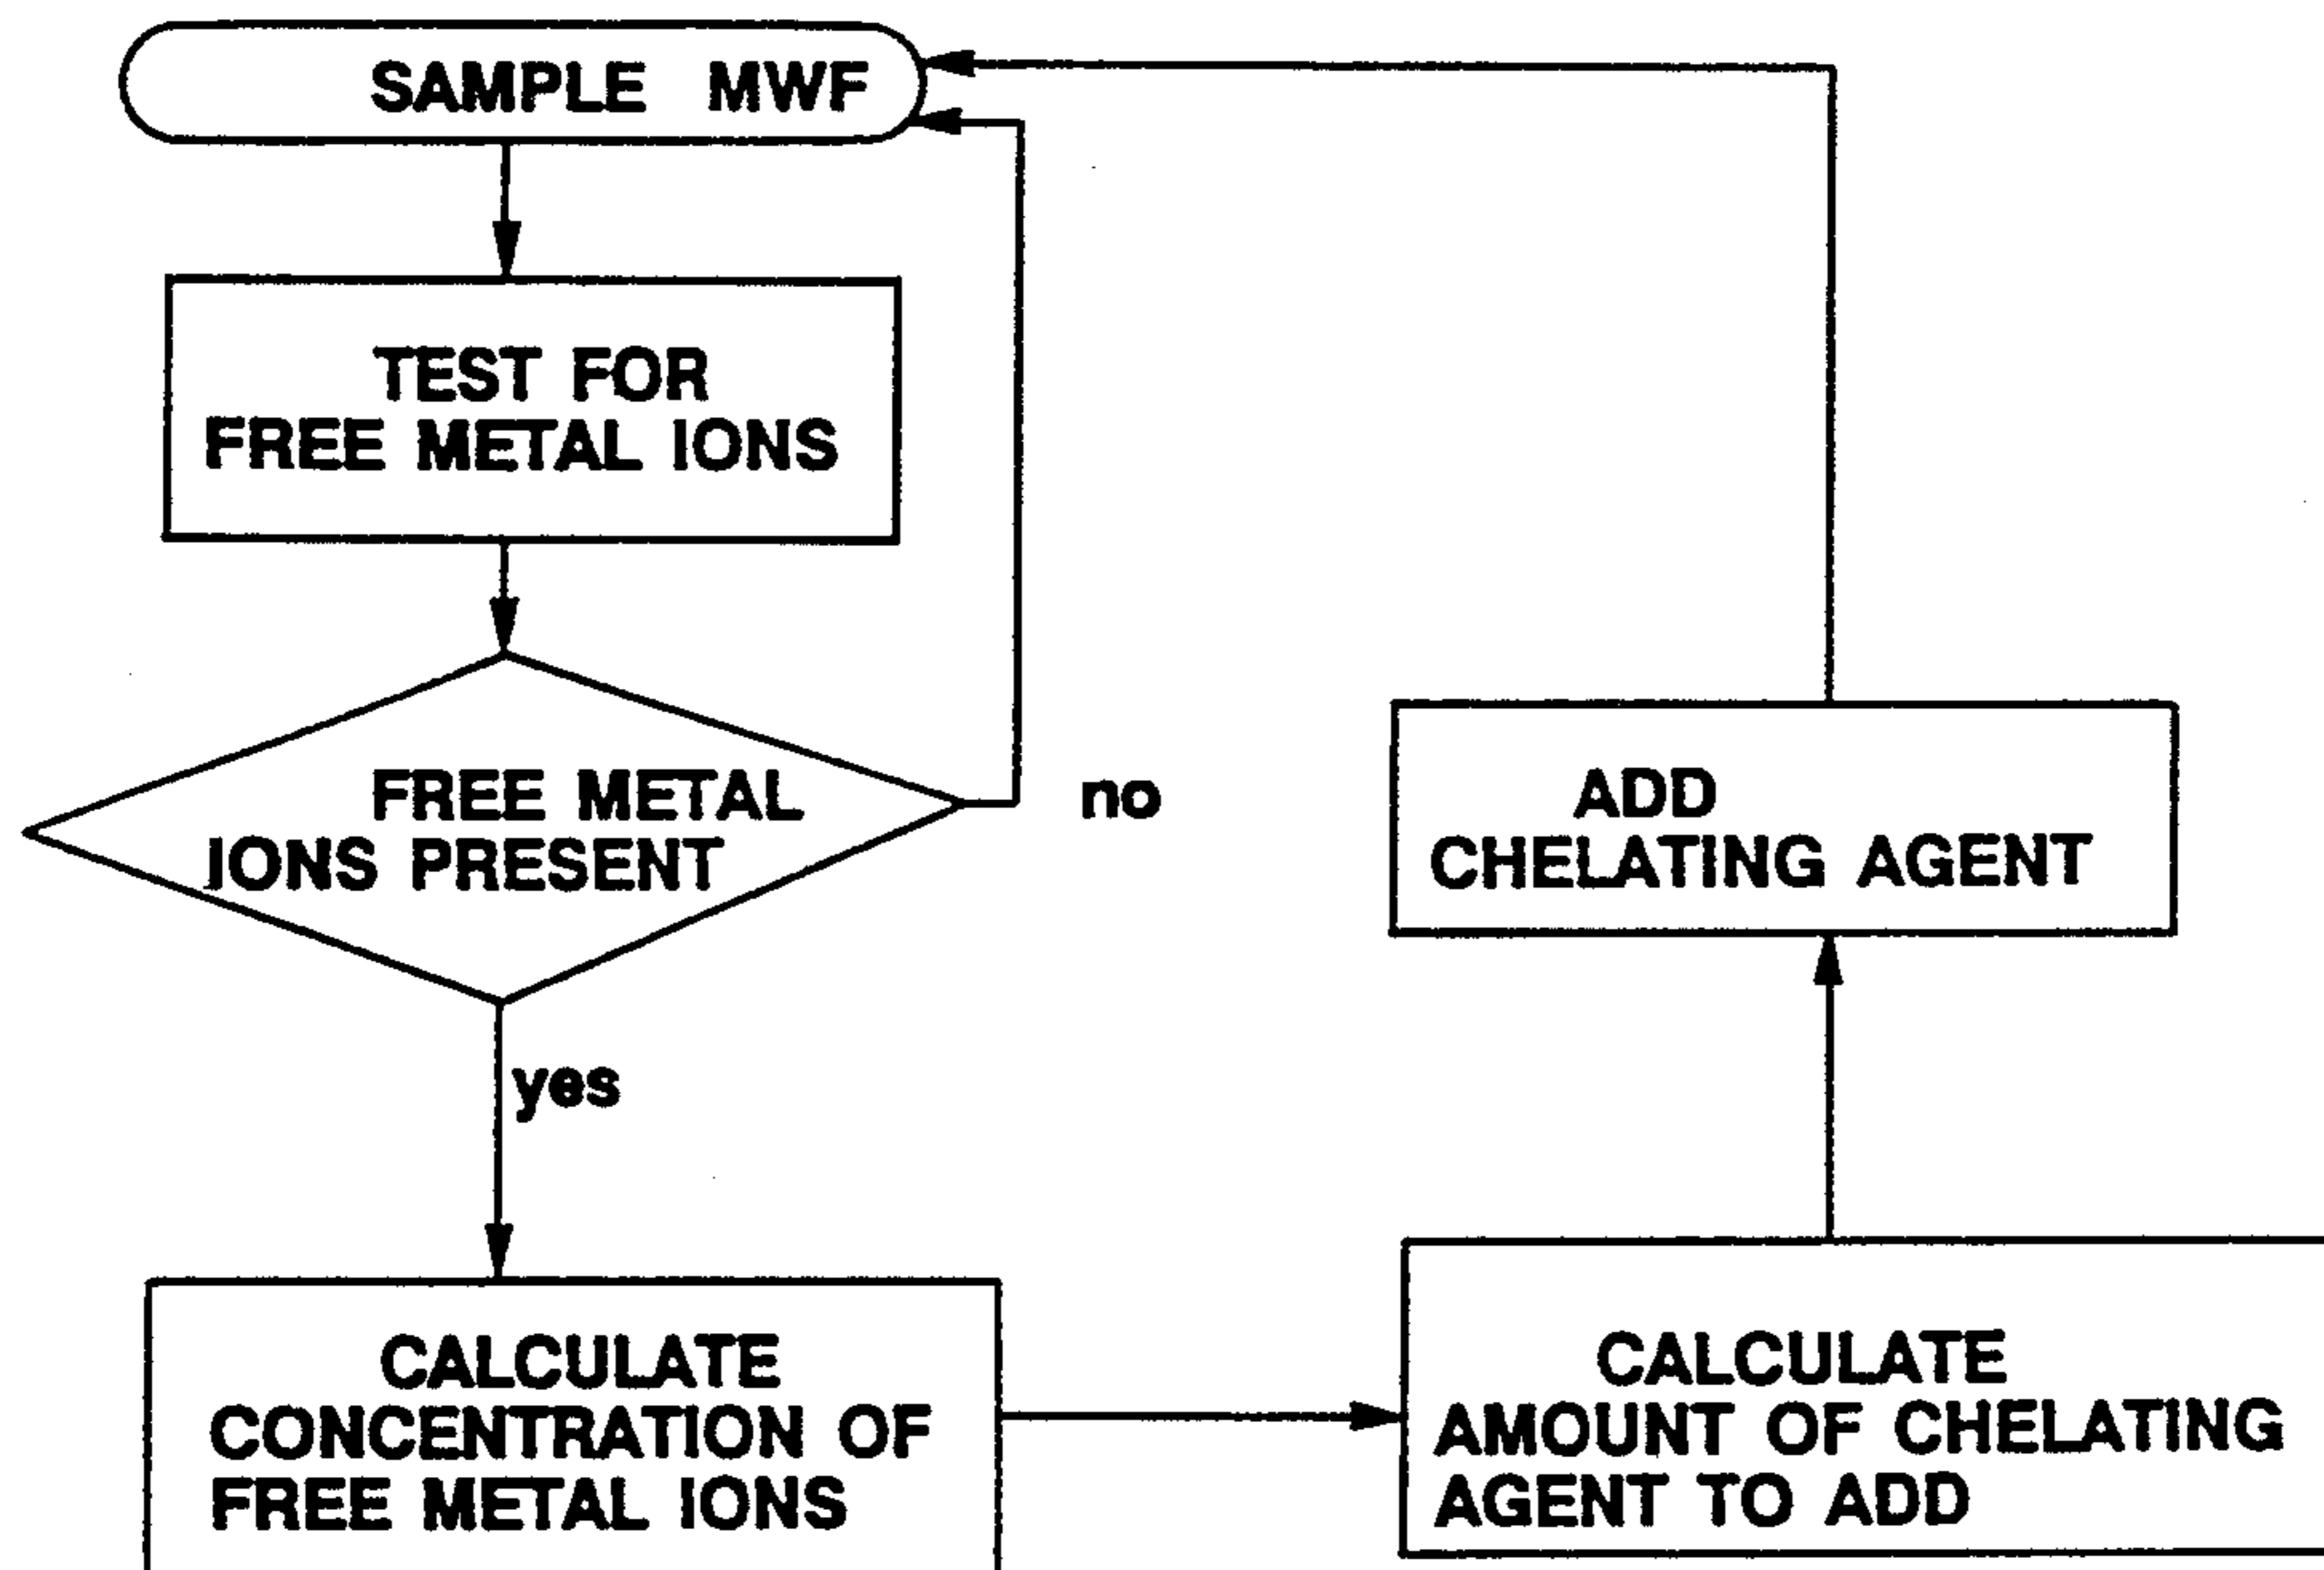 SAMPLE MWF
TEST FOR
FREE METAL IONS
FREE METAL
IONS PRESENT
no
yes
CALCULATE
CONCENTRATION OF
FREE METAL IONS
CALCULATE
AMOUNT OF CHELATING
AGENT TO ADD
ADD
CHELATING AGENT